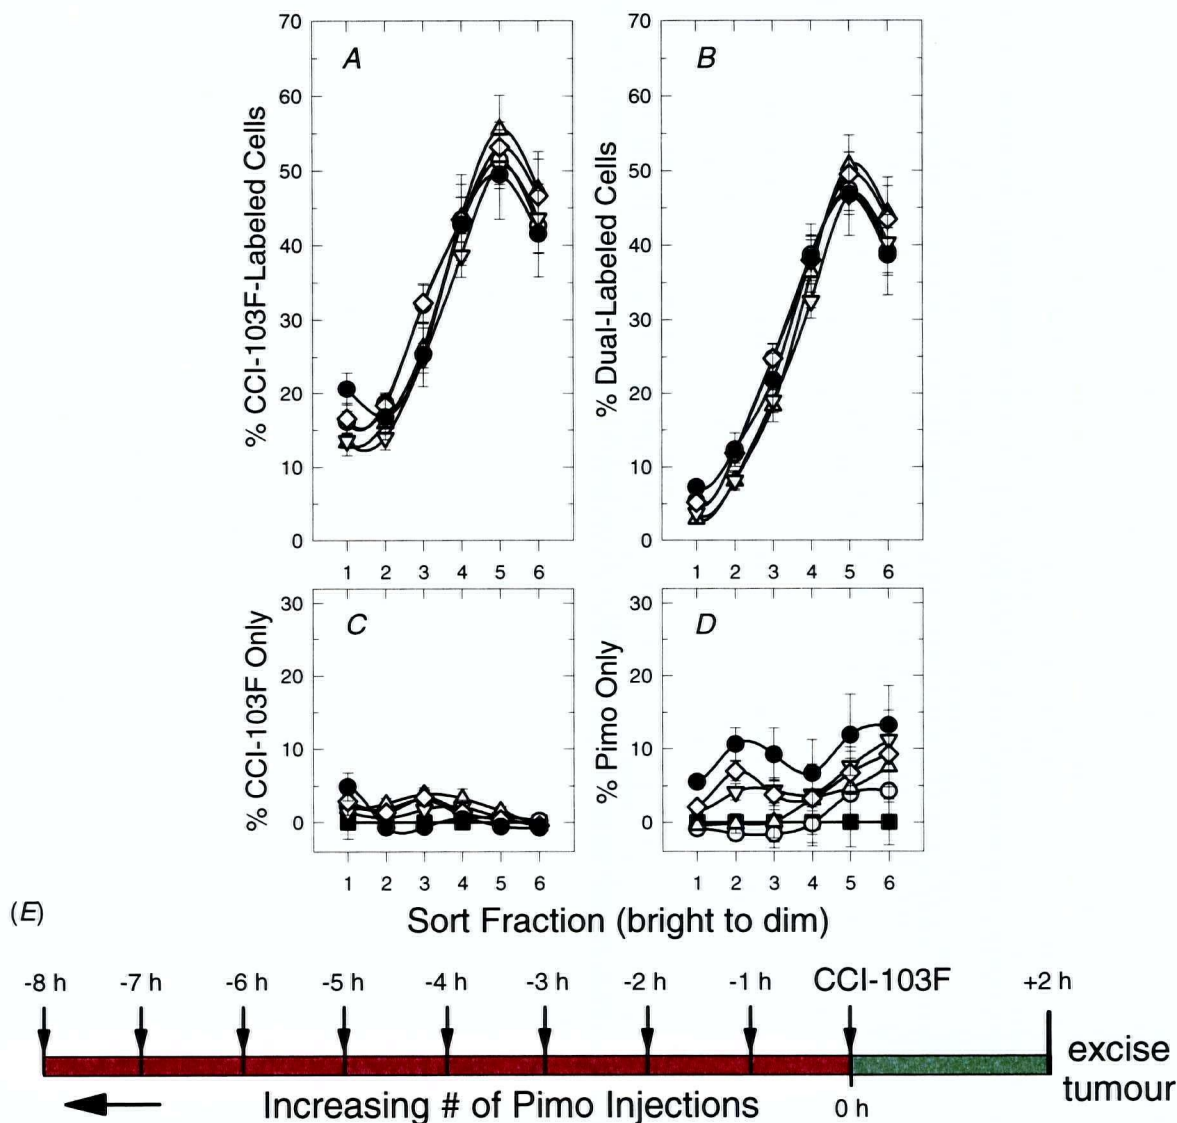 A
B
% CCI-103F-Labeled Cells
70
60
50
40
30
20
10
0
1 2 3 4 5 6
% Dual-Labeled Cells
70
60
50
40
30
20
10
0
1 2 3 4 5 6
C
D
% CCI-103F Only
30
20
10
0
1 2 3 4 5 6
% Pimo Only
30
20
10
0
1 2 3 4 5 6
Sort Fraction (bright to dim)
(E)
-8 h -7 h -6 h -5 h -4 h -3 h -2 h -1 h CCI-103F +2 h
excise
tumour
Increasing # of Pimo Injections
0 h